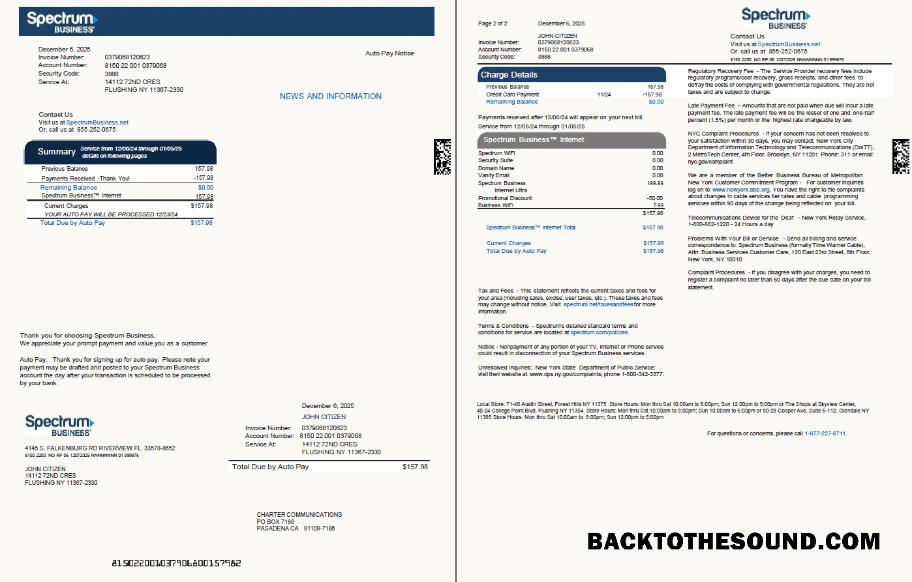 Spectrum
BUSINESS
December 6, 2025
Invoice Number: 0379068120623
Account Number: 8150 22 001 0379068
Security Code: 3888
Service At: 14112 72ND CRES
FLUSHING NY 11367-2330
Auto Pay Notice
NEWS AND INFORMATION
Contact Us
Visit us at SpectrumBusiness.net
Or, call us at 855-252-0675
Summary Service from 12/06/24 through 01/05/25
details on following pages
Previous Balance 157.98
Payments Received -Thank You! -157.98
Remaining Balance $0.00
Spectrum Business™ Internet 157.98
Current Charges $157.98
YOUR AUTO PAY WILL BE PROCESSED 12/23/24
Total Due by Auto Pay $157.98
Thank you for choosing Spectrum Business.
We appreciate your prompt payment and value you as a customer.
Auto Pay. Thank you for signing up for auto pay. Please note your
payment may be drafted and posted to your Spectrum Business
account the day after your transaction is scheduled to be processed
by your bank.
Spectrum
BUSINESS
4145 S. FALKENBURG RD RIVERVIEW FL 33578-8652
8150 2200 NO RP 06 12072025 NNNNNNNN 01 999876
JOHN CITIZEN
14112 72ND CRES
FLUSHING NY 11367-2330
December 6, 2025
JOHN CITIZEN
Invoice Number: 0379068120623
Account Number: 8150 22 001 0379068
Service At: 14112 72ND CRES
FLUSHING NY 11367-2330
Total Due by Auto Pay $157.98
CHARTER COMMUNICATIONS
PO BOX 7186
PASADENA CA 91109-7186
Page 2 of 2 December 6, 2025
JOHN CITIZEN
Invoice Number: 0379068120623
Account Number: 8150 22 001 0379068
Security Code: 3888
Spectrum
BUSINESS
Contact Us
Visit us at SpectrumBusiness.net
Or, call us at 855-252-0675
8150 2200 NO RP 06 12072025 NNNNNNNN 01 999876
Charge Details
Previous Balance 157.98
Credit Card Payment 11/24 -157.98
Remaining Balance $0.00
Payments received after 12/06/24 will appear on your next bill.
Service from 12/06/24 through 01/05/25
Spectrum Business™ Internet
Spectrum WIFI 0.00
Security Suite 0.00
Domain Name 0.00
Vanity Email 0.00
Spectrum Business 199.99
Internet Ultra
Promotional Discount -50.00
Business WiFi 7.99
$157.98
Spectrum Business™ Internet Total $157.98
Current Charges $157.98
Total Due by Auto Pay $157.98
Tax and Fees - This statement reflects the current taxes and fees for
your area (including sales, excise, user taxes, etc.). These taxes and fees
may change without notice. Visit spectrum.net/taxesandfees for more
information.
Terms & Conditions - Spectrum's detailed standard terms and
conditions for service are located at spectrum.com/policies.
Notice - Nonpayment of any portion of your TV, Internet or Phone service
could result in disconnection of your Spectrum Business services.
Unresolved Inquiries: New York State Department of Public Service,
visit their website at: www.dps.ny.gov/complaints; phone 1-800-342-3377.
Regulatory Recovery Fee - The Service Provider recovery fees include
regulatory programs/cost recovery, gross receipts, and other fees to
defray the costs of complying with governmental regulations. They are not
taxes and are subject to change.
Late Payment Fee – Amounts that are not paid when due will incur a late
payment fee. The late payment fee will be the lesser of one and one-half
percent (1.5%) per month or the highest rate chargeable by law.
NYC Complaint Procedures - If your concern has not been resolved to
your satisfaction within 30 days, you may contact: New York City
Department of Information Technology and Telecommunications (DoITT),
2 MetroTech Center, 4th Floor, Brooklyn, NY 11201. Phone: 311 or email:
nyc.gov/complaint
We are a member of the Better Business Bureau of Metropolitan
New York Customer Commitment Program - For customer inquiries
log on to www.newyork.bbb.org. You have the right to file complaints
about changes in cable services tier rates and cable programming
services within 90 days of the change being reflected on your bill.
Telecommunications Device for the Deaf - New York Relay Service,
1-800-662-1220 - 24 Hours a day
Problems With Your Bill or Service - Send all billing and service
correspondence to: Spectrum Business (formally Time Warner Cable),
Attn: Business Services Customer Care, 120 East 23rd Street, 8th Floor,
New York, NY 10010
Complaint Procedures - If you disagree with your charges, you need to
register a complaint no later than 60 days after the due date on your bill
statement.
Local Store: 71-40 Austin Street, Forest Hills NY 11375 Store Hours: Mon thru Sat 10:00am to 8:00pm; Sun 12:00pm to 5:00pm or The Shops at Skyview Center,
40-24 College Point Blvd, Flushing NY 11354 Store Hours: Mon thru Sat 10:00am to 8:00pm; Sun 10:00am to 6:00pm or 80-28 Cooper Ave, Suite 6-112, Glendale NY
11385 Store Hours: Mon thru Sat 10:00am to 8:00pm; Sun 12:00pm to 5:00pm
For questions or concerns, please call 1-877-227-8711.
BACKTOTHESOUND.COM